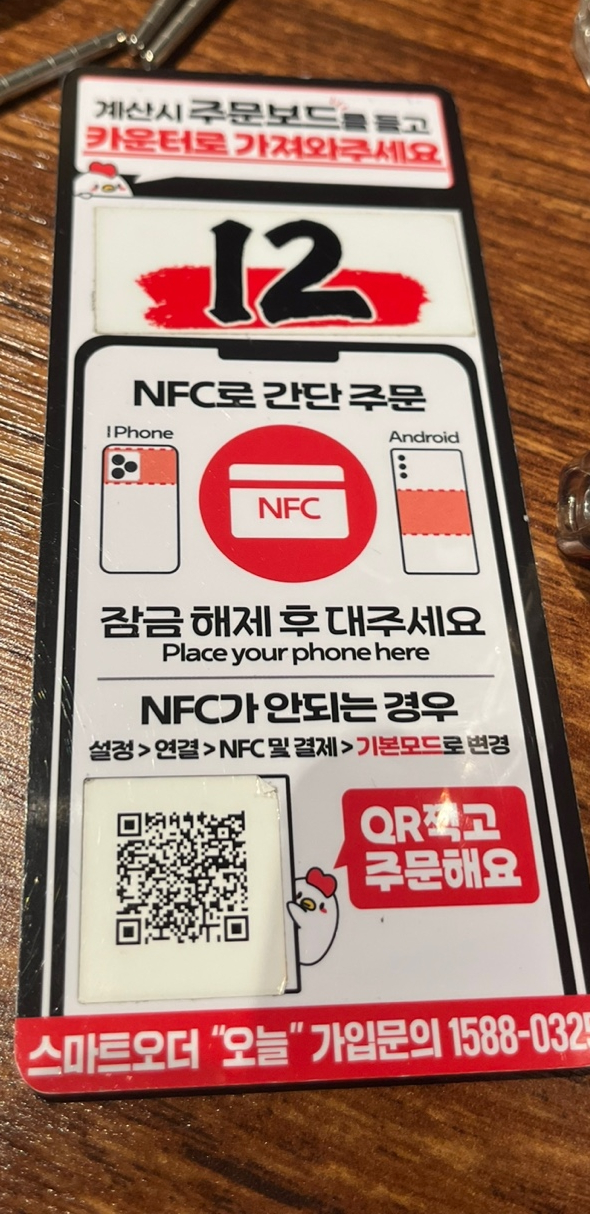 계산시 주문보드를 들고
카운터로 가져와주세요
12
NFC로 간단 주문
IPhone
Android
NFC
잠금 해제 후 대주세요
Place your phone here
NFC가 안되는 경우
설정 > 연결 > NFC 및 결제 > 기본모드로 변경
QR찍고
주문해요
스마트오더 "오늘" 가입문의 1588-0325